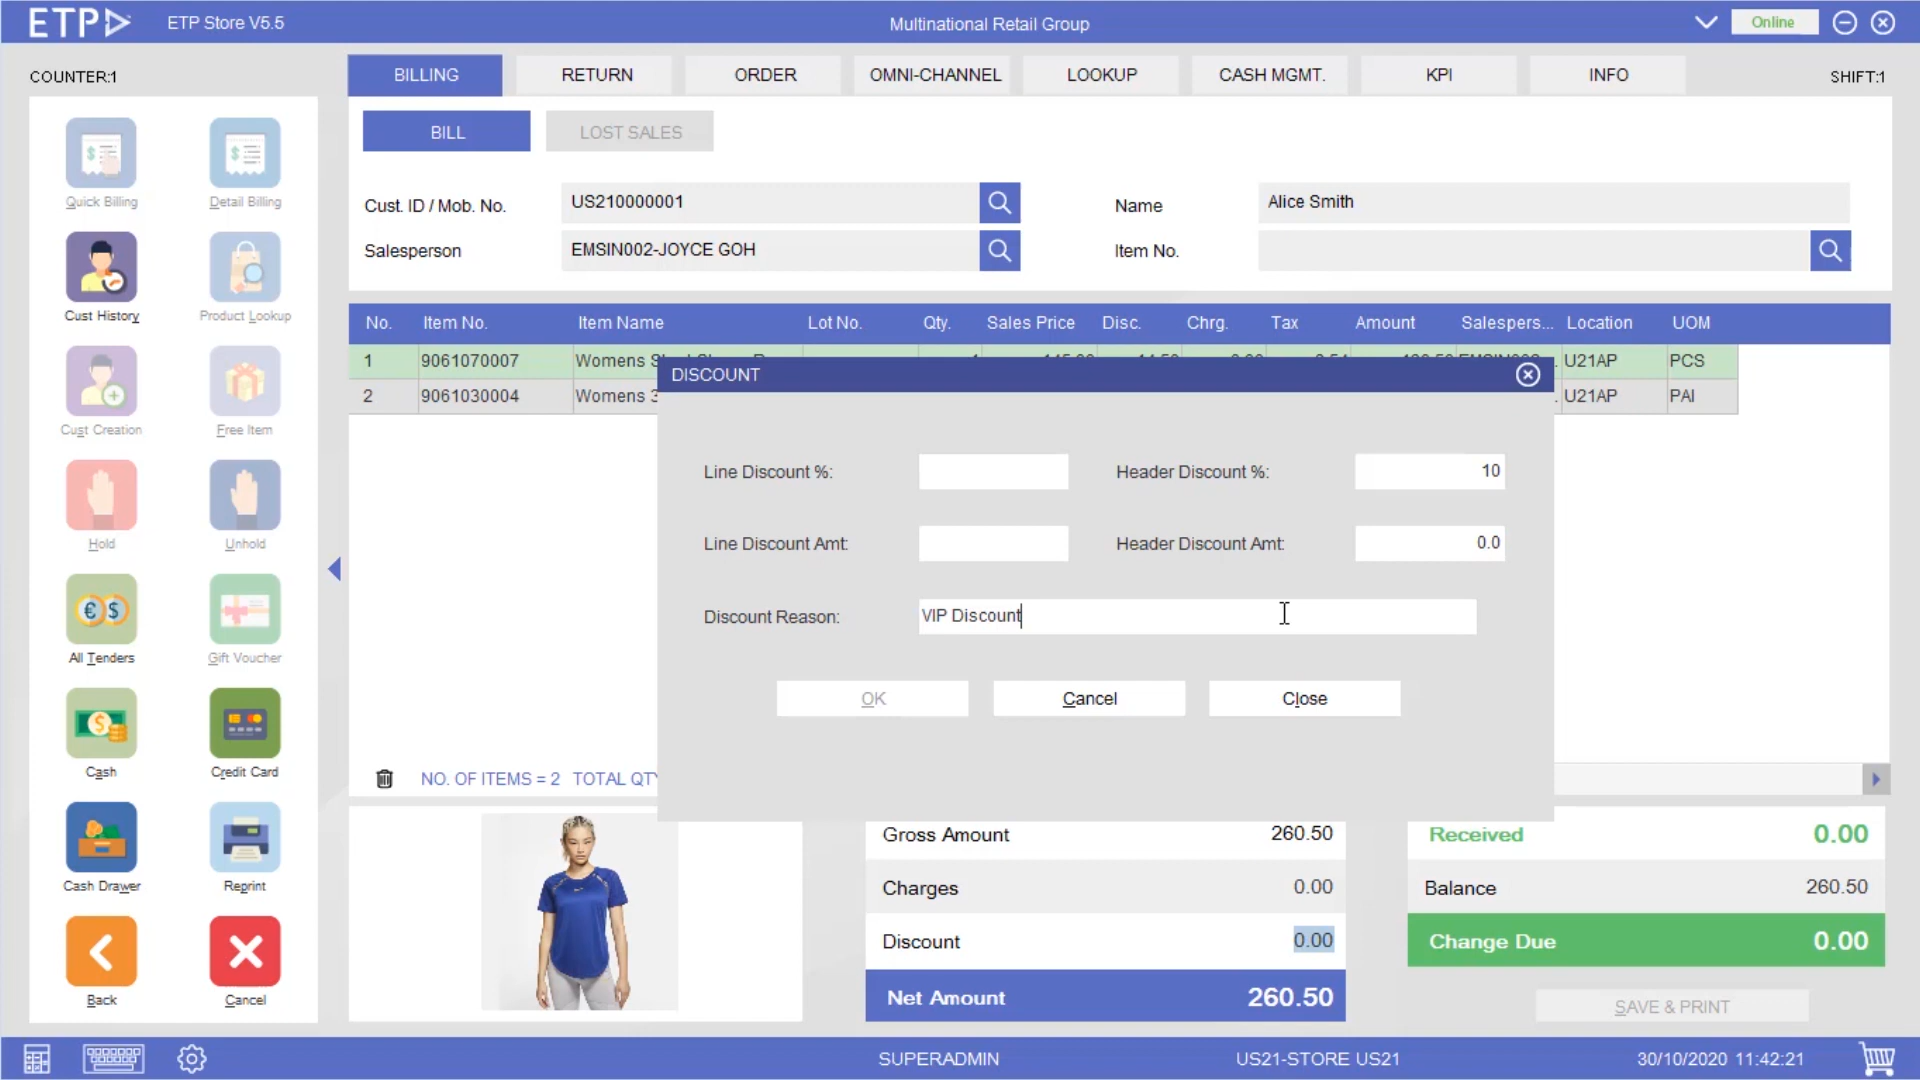 ETP ETP Store V5.5 Multinational Retail Group Online
COUNTER:1 BILLING RETURN ORDER OMNI-CHANNEL LOOKUP CASH MGMT. KPI INFO SHIFT:1
BILL LOST SALES
Quick Billing Detail Billing
Cust. ID / Mob. No. US210000001 Name Alice Smith
Salesperson EMSIN002-JOYCE GOH Item No.
Cust History Product Lookup
No. Item No. Item Name Lot No. Qty. Sales Price Disc. Chrg. Tax Amount Salespers... Location UOM
1 9061070007 Womens U21AP PCS
2 9061030004 Womens 3 U21AP PAI
DISCOUNT
Cust Creation Free Item
Line Discount %: Header Discount %: 10
Hold Unhold
Line Discount Amt: Header Discount Amt: 0.0
Discount Reason: VIP Discount
All Tenders Gift Voucher
OK Cancel Close
Cash Credit Card
NO. OF ITEMS = 2 TOTAL QTY
Gross Amount 260.50 Received 0.00
Cash Drawer Reprint
Charges 0.00 Balance 260.50
Discount 0.00 Change Due 0.00
Back Cancel
Net Amount 260.50
SAVE & PRINT
SUPERADMIN US21-STORE US21 30/10/2020 11:42:21